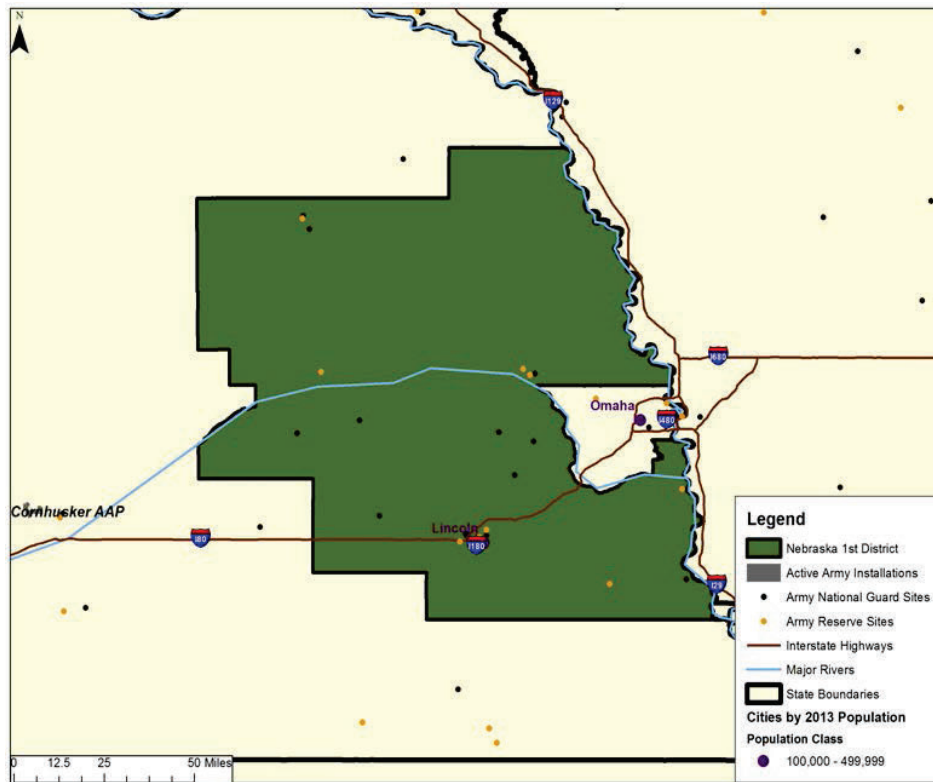 N
I129
I680
Omaha
I480
Cornhusker AAP
Lincoln
I80
I180
I29
Legend
Nebraska 1st District
Active Army Installations
Army National Guard Sites
Army Reserve Sites
Interstate Highways
Major Rivers
State Boundaries
Cities by 2013 Population
Population Class
100,000 - 499,999
0 12.5 25 50 Miles